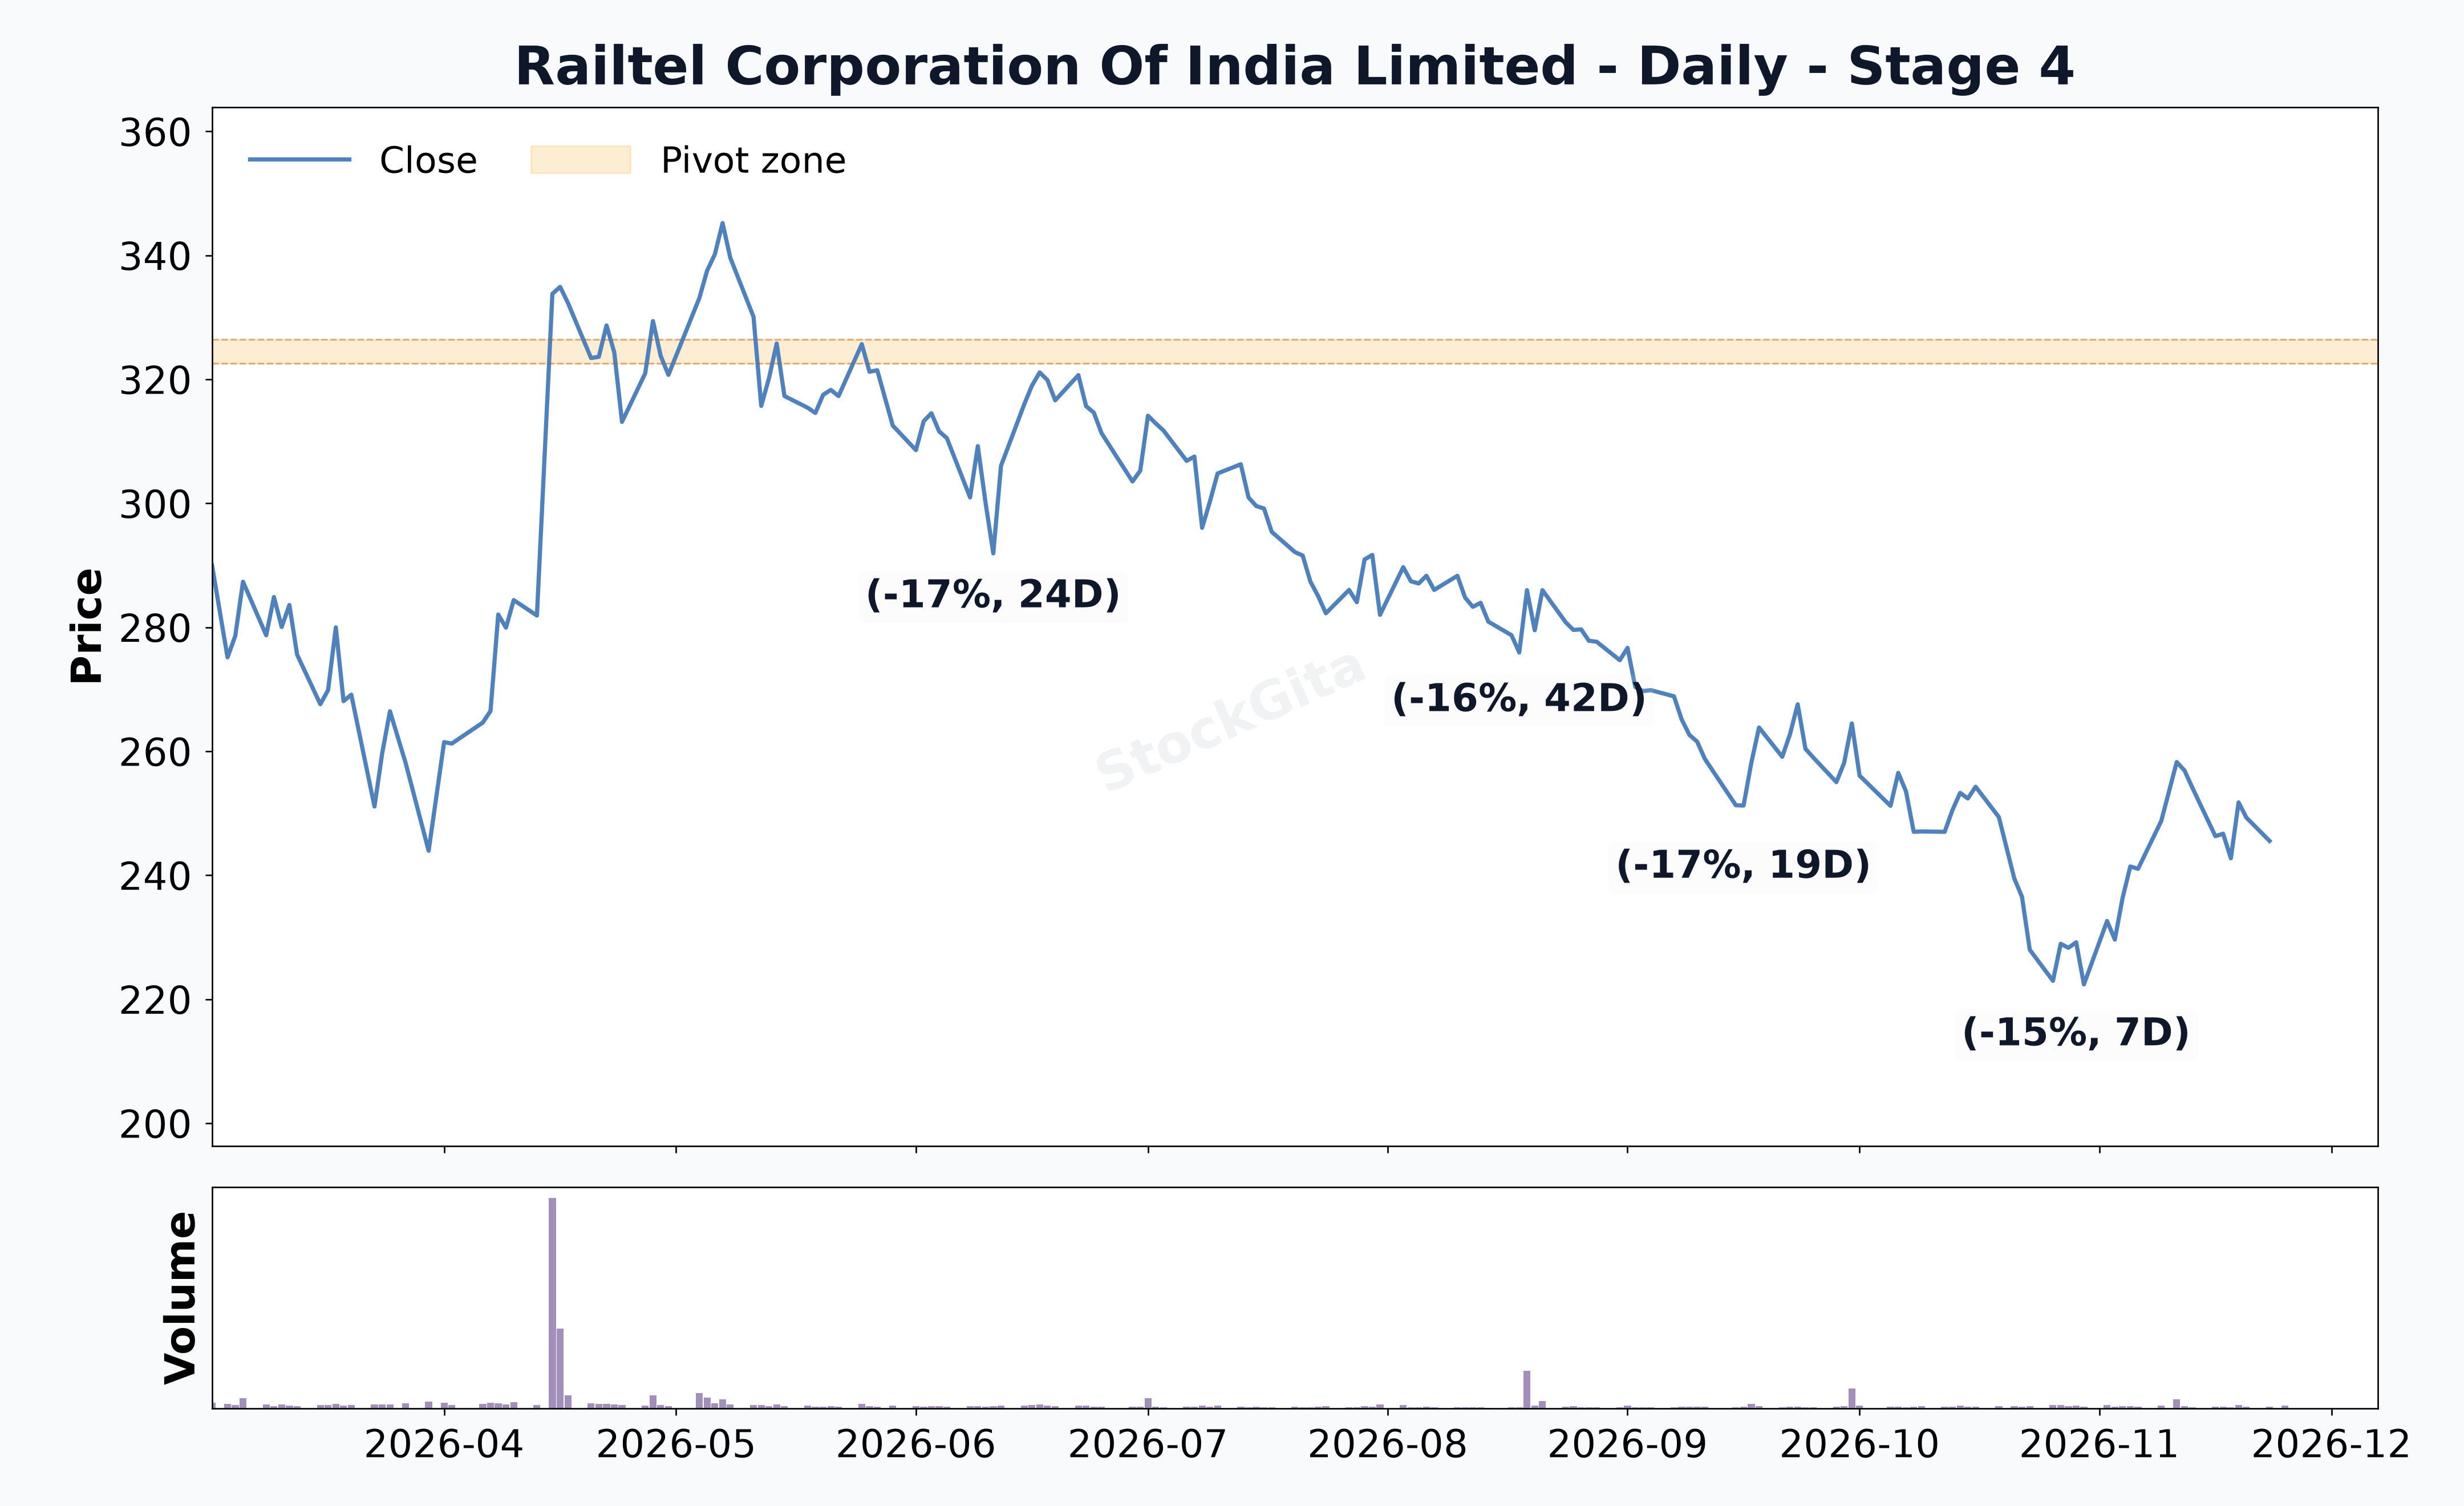 Railtel Corporation Of India Limited - Daily - Stage 4
Close
Pivot zone
Price
360
340
320
300
280
260
240
220
200
(-17%, 24D)
(-16%, 42D)
(-17%, 19D)
(-15%, 7D)
StockGita
Volume
2026-04
2026-05
2026-06
2026-07
2026-08
2026-09
2026-10
2026-11
2026-12